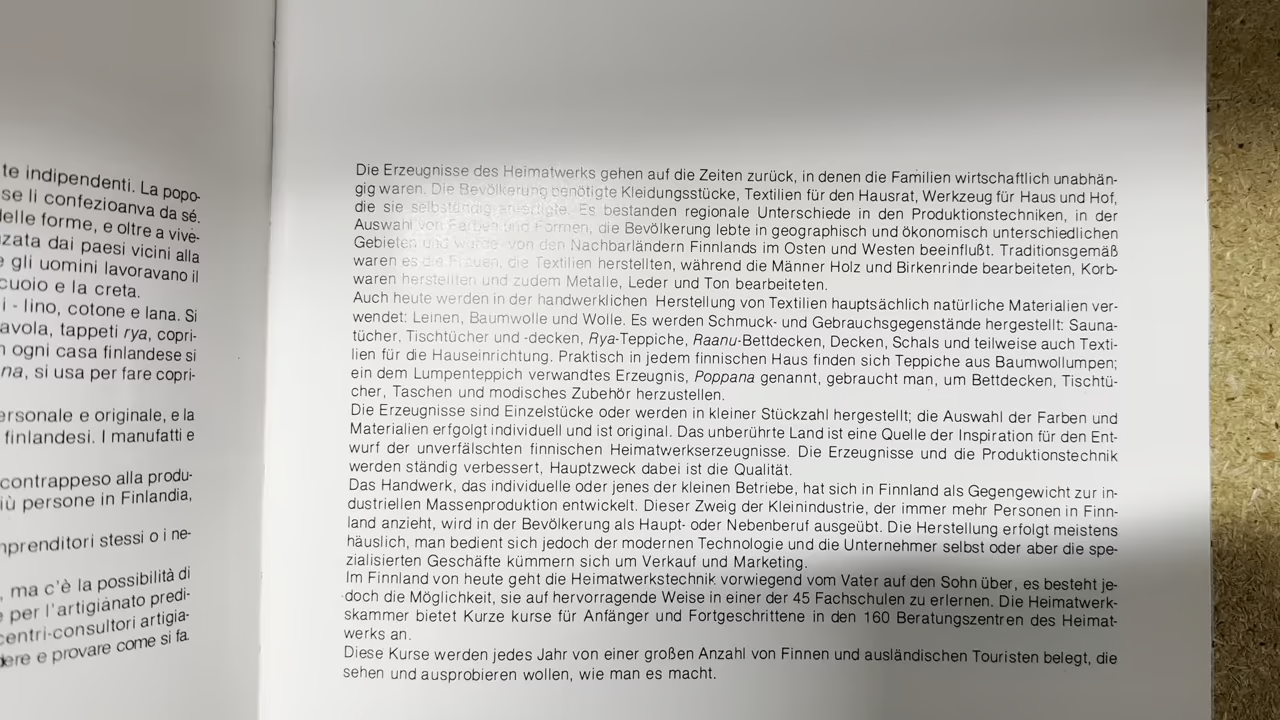 te indipendenti. La popo-
se li confezioanva da sé.
delle forme, e oltre a vive-
nzata dai paesi vicini alla
e gli uomini lavoravano il
cuoio e la creta.
i - lino, cotone e lana. Si
avola, tappeti rya, copri-
n ogni casa finlandese si
na, si usa per fare copri-
ersonale e originale, e la
finlandesi. I manufatti e
contrappeso alla produ-
iù persone in Finlandia,
mprenditori stessi o i ne-
, ma c'è la possibilità di
e per l'artigianato predi-
centri-consultori artigia-
dere e provare come si fa.
Die Erzeugnisse des Heimatwerks gehen auf die Zeiten zurück, in denen die Familien wirtschaftlich unabhän-
gig waren. Die Bevölkerung benötigte Kleidungsstücke, Textilien für den Hausrat, Werkzeug für Haus und Hof,
die sie selbständig anfertigte. Es bestanden regionale Unterschiede in den Produktionstechniken, in der
Auswahl von Farben und Formen, die Bevölkerung lebte in geographisch und ökonomisch unterschiedlichen
Gebieten und wurde von den Nachbarländern Finnlands im Osten und Westen beeinflußt. Traditionsgemäß
waren es die Frauen, die Textilien herstellten, während die Männer Holz und Birkenrinde bearbeiteten, Korb-
waren herstellten und zudem Metalle, Leder und Ton bearbeiteten.
Auch heute werden in der handwerklichen Herstellung von Textilien hauptsächlich natürliche Materialien ver-
wendet: Leinen, Baumwolle und Wolle. Es werden Schmuck- und Gebrauchsgegenstände hergestellt: Sauna-
tücher, Tischtücher und -decken, Rya-Teppiche, Raanu-Bettdecken, Decken, Schals und teilweise auch Texti-
lien für die Hauseinrichtung. Praktisch in jedem finnischen Haus finden sich Teppiche aus Baumwollumpen;
ein dem Lumpenteppich verwandtes Erzeugnis, Poppana genannt, gebraucht man, um Bettdecken, Tischtü-
cher, Taschen und modisches Zubehör herzustellen.
Die Erzeugnisse sind Einzelstücke oder werden in kleiner Stückzahl hergestellt; die Auswahl der Farben und
Materialien erfgolgt individuell und ist original. Das unberührte Land ist eine Quelle der Inspiration für den Ent-
wurf der unverfälschten finnischen Heimatwerkserzeugnisse. Die Erzeugnisse und die Produktionstechnik
werden ständig verbessert, Hauptzweck dabei ist die Qualität.
Das Handwerk, das individuelle oder jenes der kleinen Betriebe, hat sich in Finnland als Gegengewicht zur in-
dustriellen Massenproduktion entwickelt. Dieser Zweig der Kleinindustrie, der immer mehr Personen in Finn-
land anzieht, wird in der Bevölkerung als Haupt- oder Nebenberuf ausgeübt. Die Herstellung erfolgt meistens
häuslich, man bedient sich jedoch der modernen Technologie und die Unternehmer selbst oder aber die spe-
zialisierten Geschäfte kümmern sich um Verkauf und Marketing.
Im Finnland von heute geht die Heimatwerkstechnik vorwiegend vom Vater auf den Sohn über, es besteht je-
doch die Möglichkeit, sie auf hervorragende Weise in einer der 45 Fachschulen zu erlernen. Die Heimatwerk-
skammer bietet Kurze kurse für Anfänger und Fortgeschrittene in den 160 Beratungszentren des Heimat-
werks an.
Diese Kurse werden jedes Jahr von einer großen Anzahl von Finnen und ausländischen Touristen belegt, die
sehen und ausprobieren wollen, wie man es macht.